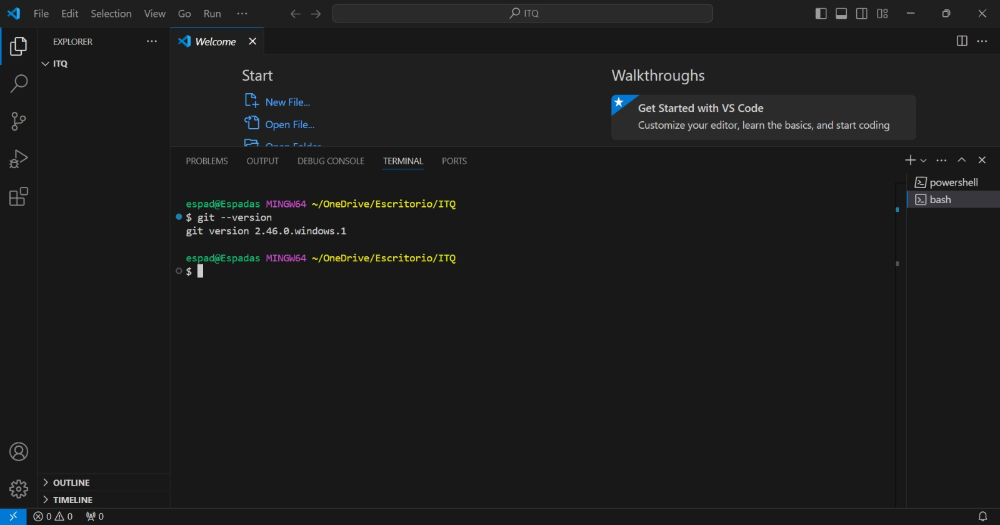 File Edit Selection View Go Run ···
ITQ
EXPLORER ···
ITQ
Welcome
Start
New File...
Open File...
Open Folder
Walkthroughs
Get Started with VS Code
Customize your editor, learn the basics, and start coding
PROBLEMS OUTPUT DEBUG CONSOLE TERMINAL PORTS
powershell
bash
espad@Espadas MINGW64 ~/OneDrive/Escritorio/ITQ
$ git --version
git version 2.46.0.windows.1
espad@Espadas MINGW64 ~/OneDrive/Escritorio/ITQ
$
OUTLINE
TIMELINE
0 0 0